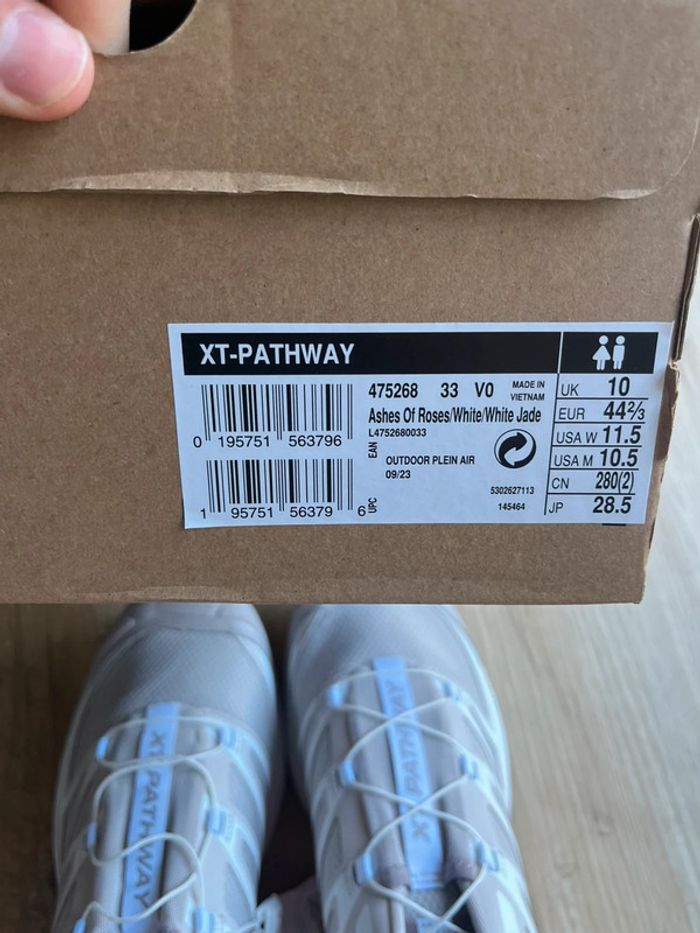 XT-PATHWAY
475268 33 V0 MADE IN VIETNAM
Ashes Of Roses/White/White Jade
L4752680033
0 195751 563796 EAN
OUTDOOR PLEIN AIR
09/23
1 95751 56379 6 UPC
5302627113
145464
UK 10
EUR 44⅔
USA W 11.5
USA M 10.5
CN 280(2)
JP 28.5
XT-PATHWAY
XT-PATHWAY